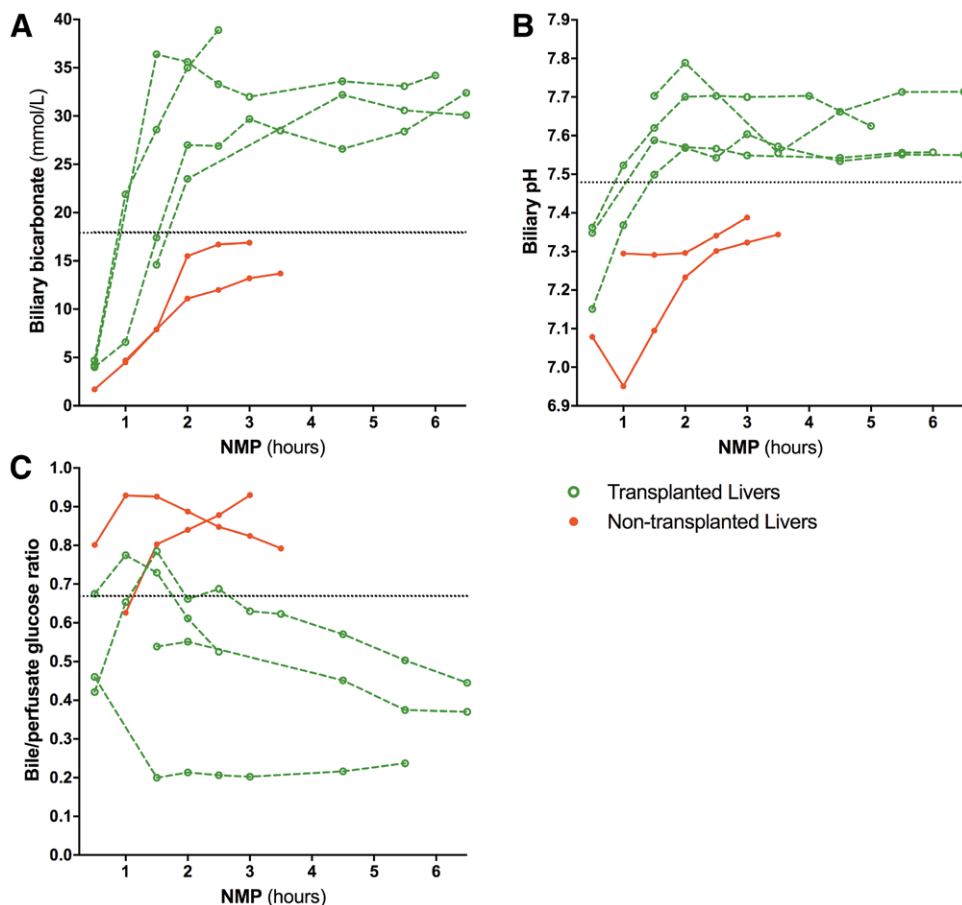 A
Biliary bicarbonate (mmol/L)
40
35
30
25
20
15
10
5
0
1 2 3 4 5 6
NMP (hours)
B
Biliary pH
7.9
7.8
7.7
7.6
7.5
7.4
7.3
7.2
7.1
7.0
6.9
1 2 3 4 5 6
NMP (hours)
C
Bile/perfusate glucose ratio
1.0
0.9
0.8
0.7
0.6
0.5
0.4
0.3
0.2
0.1
0.0
1 2 3 4 5 6
NMP (hours)
Transplanted Livers
Non-transplanted Livers